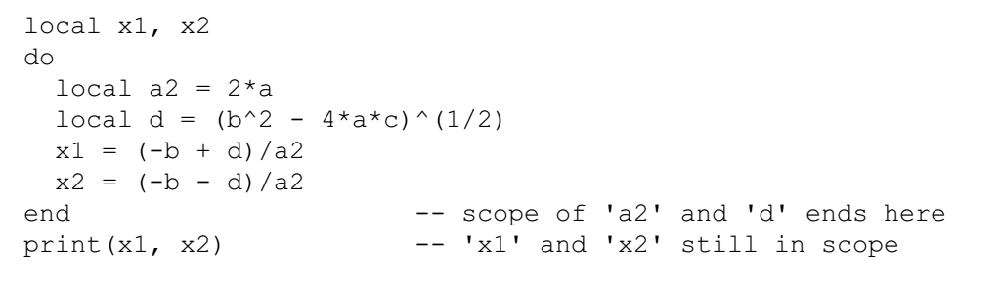 local x1, x2
do
  local a2 = 2*a
  local d = (b^2 - 4*a*c)^(1/2)
  x1 = (-b + d)/a2
  x2 = (-b - d)/a2
end                      -- scope of 'a2' and 'd' ends here
print(x1, x2)            -- 'x1' and 'x2' still in scope